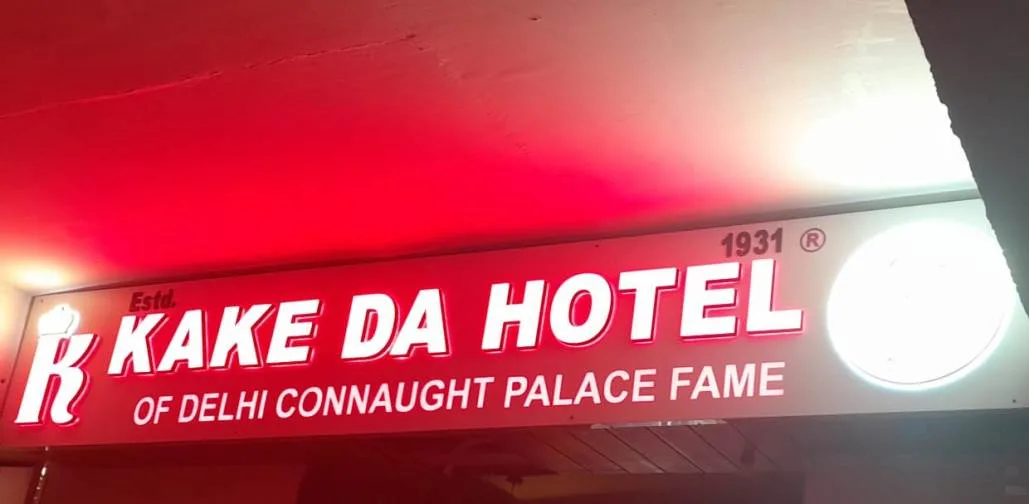 Estd. 1931 ®
K KAKE DA HOTEL
OF DELHI CONNAUGHT PALACE FAME